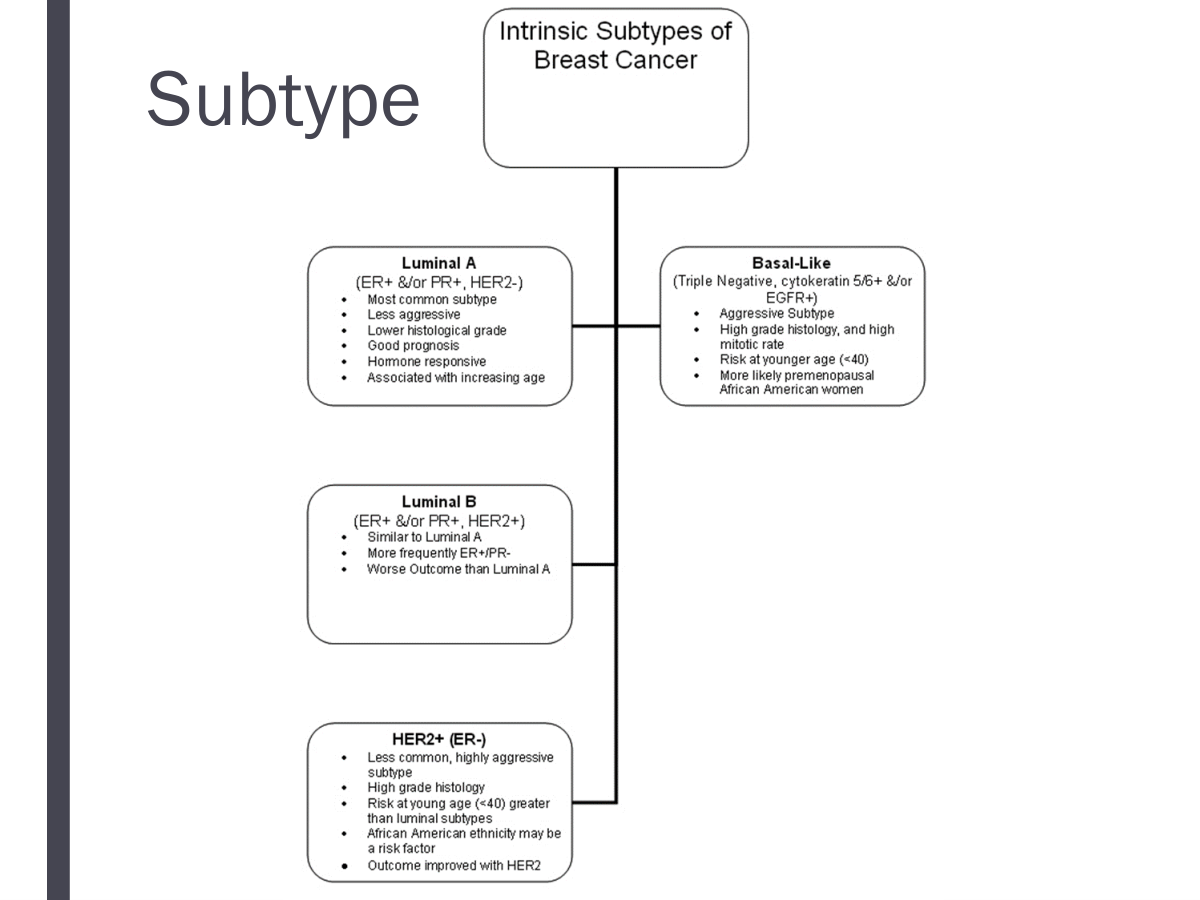 Subtype
Intrinsic Subtypes of
Breast Cancer
Luminal A
(ER+ &/or PR+, HER2-)
• Most common subtype
• Less aggressive
• Lower histological grade
• Good prognosis
• Hormone responsive
• Associated with increasing age
Basal-Like
(Triple Negative, cytokeratin 5/6+ &/or
EGFR+)
• Aggressive Subtype
• High grade histology, and high
mitotic rate
• Risk at younger age (<40)
• More likely premenopausal
African American women
Luminal B
(ER+ &/or PR+, HER2+)
• Similar to Luminal A
• More frequently ER+/PR-
• Worse Outcome than Luminal A
HER2+ (ER-)
• Less common, highly aggressive
subtype
• High grade histology
• Risk at young age (<40) greater
than luminal subtypes
• African American ethnicity may be
a risk factor
• Outcome improved with HER2